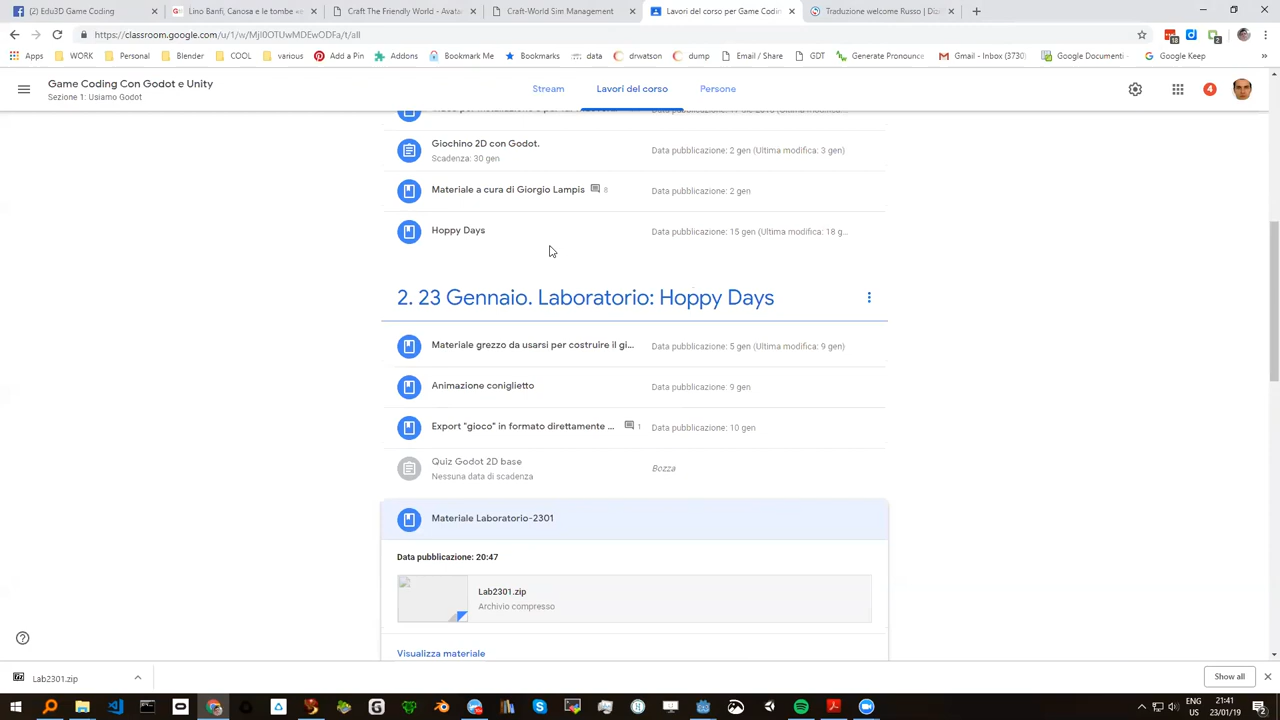 (2) Edu3D Game Coding
Lino Banfi, Canosa e le tombe «
Craft The Friendly World - Avatar
Craft-World Sim Management
Lavori del corso per Game Codin
Traduzione welcome Russo | Diz
https://classroom.google.com/u/1/w/MjI0OTUwMDEwODFa/t/all
Apps
WORK
Personal
Blender
COOL
various
Add a Pin
Addons
Bookmark Me
Bookmarks
data
drwatson
dump
Email / Share
GDT
Generate Pronounce
Gmail - Inbox (3730)
Google Documenti -
Google Keep
»
Game Coding Con Godot e Unity
Sezione 1: Usiamo Godot
Stream
Lavori del corso
Persone
4
Giochino 2D con Godot.
Data pubblicazione: 2 gen (Ultima modifica: 3 gen)
Scadenza: 30 gen
Materiale a cura di Giorgio Lampis 8
Data pubblicazione: 2 gen
Hoppy Days
Data pubblicazione: 15 gen (Ultima modifica: 18 g...
2. 23 Gennaio. Laboratorio: Hoppy Days
Materiale grezzo da usarsi per costruire il gi...
Data pubblicazione: 5 gen (Ultima modifica: 9 gen)
Animazione coniglietto
Data pubblicazione: 9 gen
Export "gioco" in formato direttamente ... 1
Data pubblicazione: 10 gen
Quiz Godot 2D base
Bozza
Nessuna data di scadenza
Materiale Laboratorio-2301
Data pubblicazione: 20:47
Lab2301.zip
Archivio compresso
Visualizza materiale
Lab2301.zip
Show all
ENG
US
21:41
23/01/19